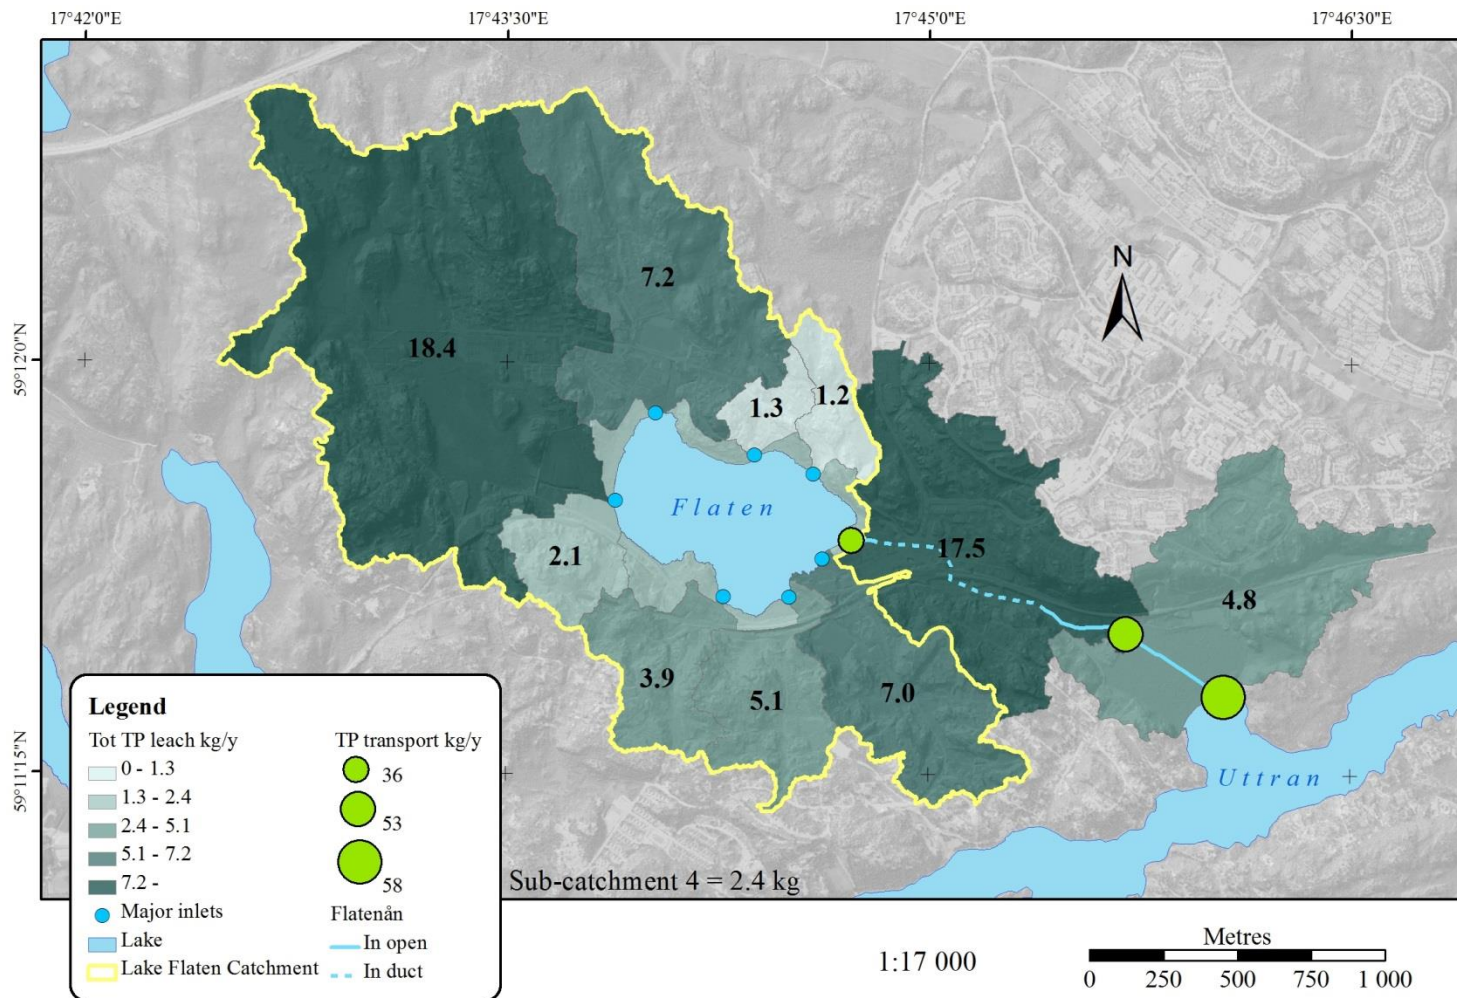 17°42'0"E 17°43'30"E 17°45'0"E 17°46'30"E
N
7.2
59°12'0"N
18.4
1.3 1.2
Flaten
2.1
17.5
4.8
3.9 5.1 7.0
59°11'15"N
Uttran
Sub-catchment 4 = 2.4 kg
Legend
Tot TP leach kg/y
0 - 1.3
1.3 - 2.4
2.4 - 5.1
5.1 - 7.2
7.2 -
Major inlets
Lake
Lake Flaten Catchment
TP transport kg/y
36
53
58
Flatenån
In open
In duct
1:17 000
Metres
0 250 500 750 1 000